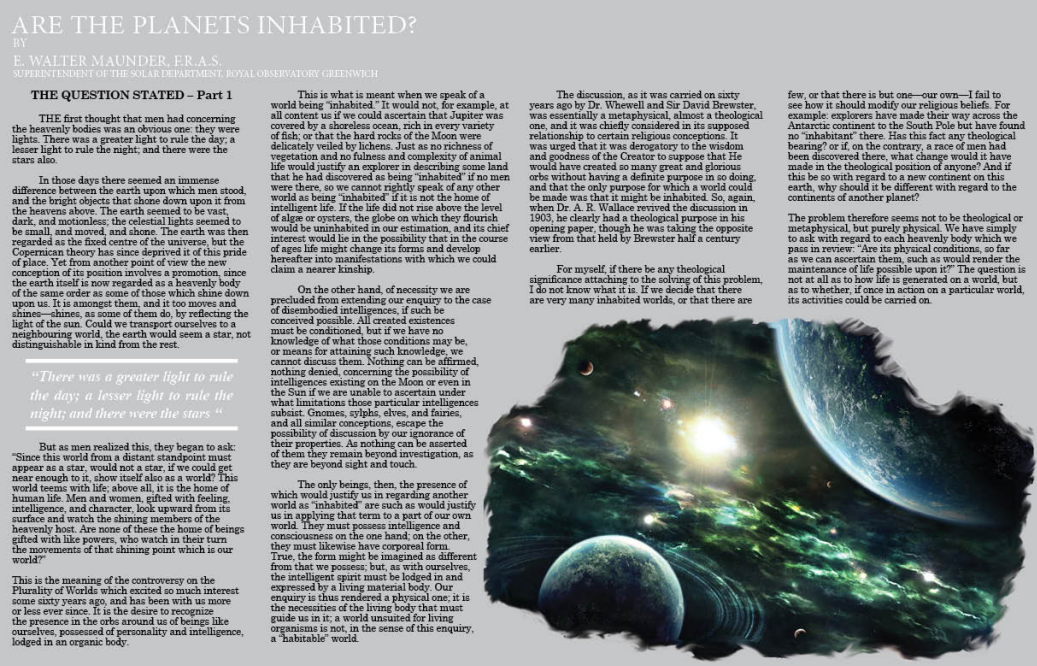 ARE THE PLANETS INHABITED?
BY
E. WALTER MAUNDER, F.R.A.S.
SUPERINTENDENT OF THE SOLAR DEPARTMENT, ROYAL OBSERVATORY GREENWICH
THE QUESTION STATED – Part 1
THE first thought that men had concerning
the heavenly bodies was an obvious one: they were
lights. There was a greater light to rule the day; a
lesser light to rule the night; and there were the
stars also.
In those days there seemed an immense
difference between the earth upon which men stood,
and the bright objects that shone down upon it from
the heavens above. The earth seemed to be vast,
dark, and motionless; the celestial lights seemed to
be small, and moved, and shone. The earth was then
regarded as the fixed centre of the universe, but the
Copernican theory has since deprived it of this pride
of place. Yet from another point of view the new
conception of its position involves a promotion, since
the earth itself is now regarded as a heavenly body
of the same order as some of those which shine down
upon us. It is amongst them, and it too moves and
shines—shines, as some of them do, by reflecting the
light of the sun. Could we transport ourselves to a
neighbouring world, the earth would seem a star, not
distinguishable in kind from the rest.
“There was a greater light to rule
the day; a lesser light to rule the
night; and there were the stars “
But as men realized this, they began to ask:
"Since this world from a distant standpoint must
appear as a star, would not a star, if we could get
near enough to it, show itself also as a world? This
world teems with life; above all, it is the home of
human life. Men and women, gifted with feeling,
intelligence, and character, look upward from its
surface and watch the shining members of the
heavenly host. Are none of these the home of beings
gifted with like powers, who watch in their turn
the movements of that shining point which is our
world?"
This is the meaning of the controversy on the
Plurality of Worlds which excited so much interest
some sixty years ago, and has been with us more
or less ever since. It is the desire to recognize
the presence in the orbs around us of beings like
ourselves, possessed of personality and intelligence,
lodged in an organic body.
This is what is meant when we speak of a
world being "inhabited." It would not, for example, at
all content us if we could ascertain that Jupiter was
covered by a shoreless ocean, rich in every variety
of fish; or that the hard rocks of the Moon were
delicately veiled by lichens. Just as no richness of
vegetation and no fulness and complexity of animal
life would justify an explorer in describing some land
that he had discovered as being "inhabited" if no men
were there, so we cannot rightly speak of any other
world as being "inhabited" if it is not the home of
intelligent life. If the life did not rise above the level
of algæ or oysters, the globe on which they flourish
would be uninhabited in our estimation, and its chief
interest would lie in the possibility that in the course
of ages life might change its forms and develop
hereafter into manifestations with which we could
claim a nearer kinship.
On the other hand, of necessity we are
precluded from extending our enquiry to the case
of disembodied intelligences, if such be
conceived possible. All created existences
must be conditioned, but if we have no
knowledge of what those conditions may be,
or means for attaining such knowledge, we
cannot discuss them. Nothing can be affirmed,
nothing denied, concerning the possibility of
intelligences existing on the Moon or even in
the Sun if we are unable to ascertain under
what limitations those particular intelligences
subsist. Gnomes, sylphs, elves, and fairies,
and all similar conceptions, escape the
possibility of discussion by our ignorance of
their properties. As nothing can be asserted
of them they remain beyond investigation, as
they are beyond sight and touch.
The only beings, then, the presence of
which would justify us in regarding another
world as "inhabited" are such as would justify
us in applying that term to a part of our own
world. They must possess intelligence and
consciousness on the one hand; on the other,
they must likewise have corporeal form.
True, the form might be imagined as different
from that we possess; but, as with ourselves,
the intelligent spirit must be lodged in and
expressed by a living material body. Our
enquiry is thus rendered a physical one; it is
the necessities of the living body that must
guide us in it; a world unsuited for living
organisms is not, in the sense of this enquiry,
a "habitable" world.
The discussion, as it was carried on sixty
years ago by Dr. Whewell and Sir David Brewster,
was essentially a metaphysical, almost a theological
one, and it was chiefly considered in its supposed
relationship to certain religious conceptions. It
was urged that it was derogatory to the wisdom
and goodness of the Creator to suppose that He
would have created so many great and glorious
orbs without having a definite purpose in so doing,
and that the only purpose for which a world could
be made was that it might be inhabited. So, again,
when Dr. A. R. Wallace revived the discussion in
1903, he clearly had a theological purpose in his
opening paper, though he was taking the opposite
view from that held by Brewster half a century
earlier.
For myself, if there be any theological
significance attaching to the solving of this problem,
I do not know what it is. If we decide that there
are very many inhabited worlds, or that there are
few, or that there is but one—our own—I fail to
see how it should modify our religious beliefs. For
example: explorers have made their way across the
Antarctic continent to the South Pole but have found
no "inhabitant" there. Has this fact any theological
bearing? or if, on the contrary, a race of men had
been discovered there, what change would it have
made in the theological position of anyone? And if
this be so with regard to a new continent on this
earth, why should it be different with regard to the
continents of another planet?
The problem therefore seems not to be theological or
metaphysical, but purely physical. We have simply
to ask with regard to each heavenly body which we
pass in review: "Are its physical conditions, so far
as we can ascertain them, such as would render the
maintenance of life possible upon it?" The question is
not at all as to how life is generated on a world, but
as to whether, if once in action on a particular world,
its activities could be carried on.